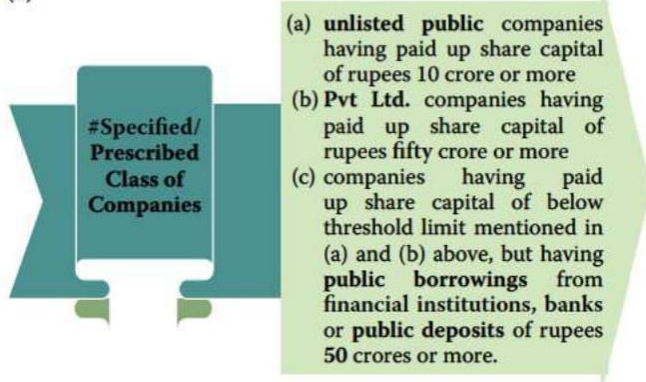 #Specified/
Prescribed
Class of
Companies
(a) unlisted public companies
having paid up share capital
of rupees 10 crore or more
(b) Pvt Ltd. companies having
paid up share capital of
rupees fifty crore or more
(c) companies having paid
up share capital of below
threshold limit mentioned in
(a) and (b) above, but having
public borrowings from
financial institutions, banks
or public deposits of rupees
50 crores or more.